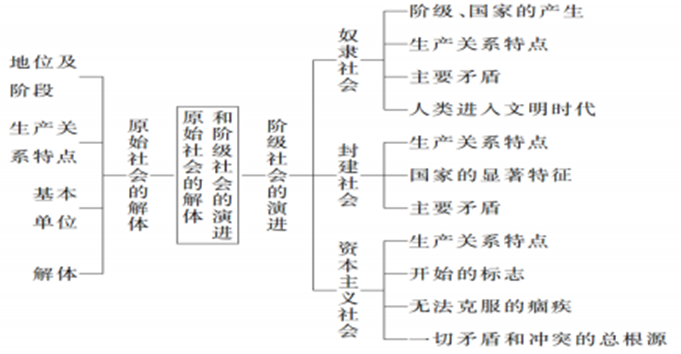 地位及
阶段
生产关
系特点
基本
单位
解体
原始社会的解体
原始社会的解体
和阶级社会的演进
阶级社会的演进
奴隶社会
阶级、国家的产生
生产关系特点
主要矛盾
人类进入文明时代
封建社会
生产关系特点
国家的显著特征
主要矛盾
资本主义社会
生产关系特点
开始的标志
无法克服的痼疾
一切矛盾和冲突的总根源